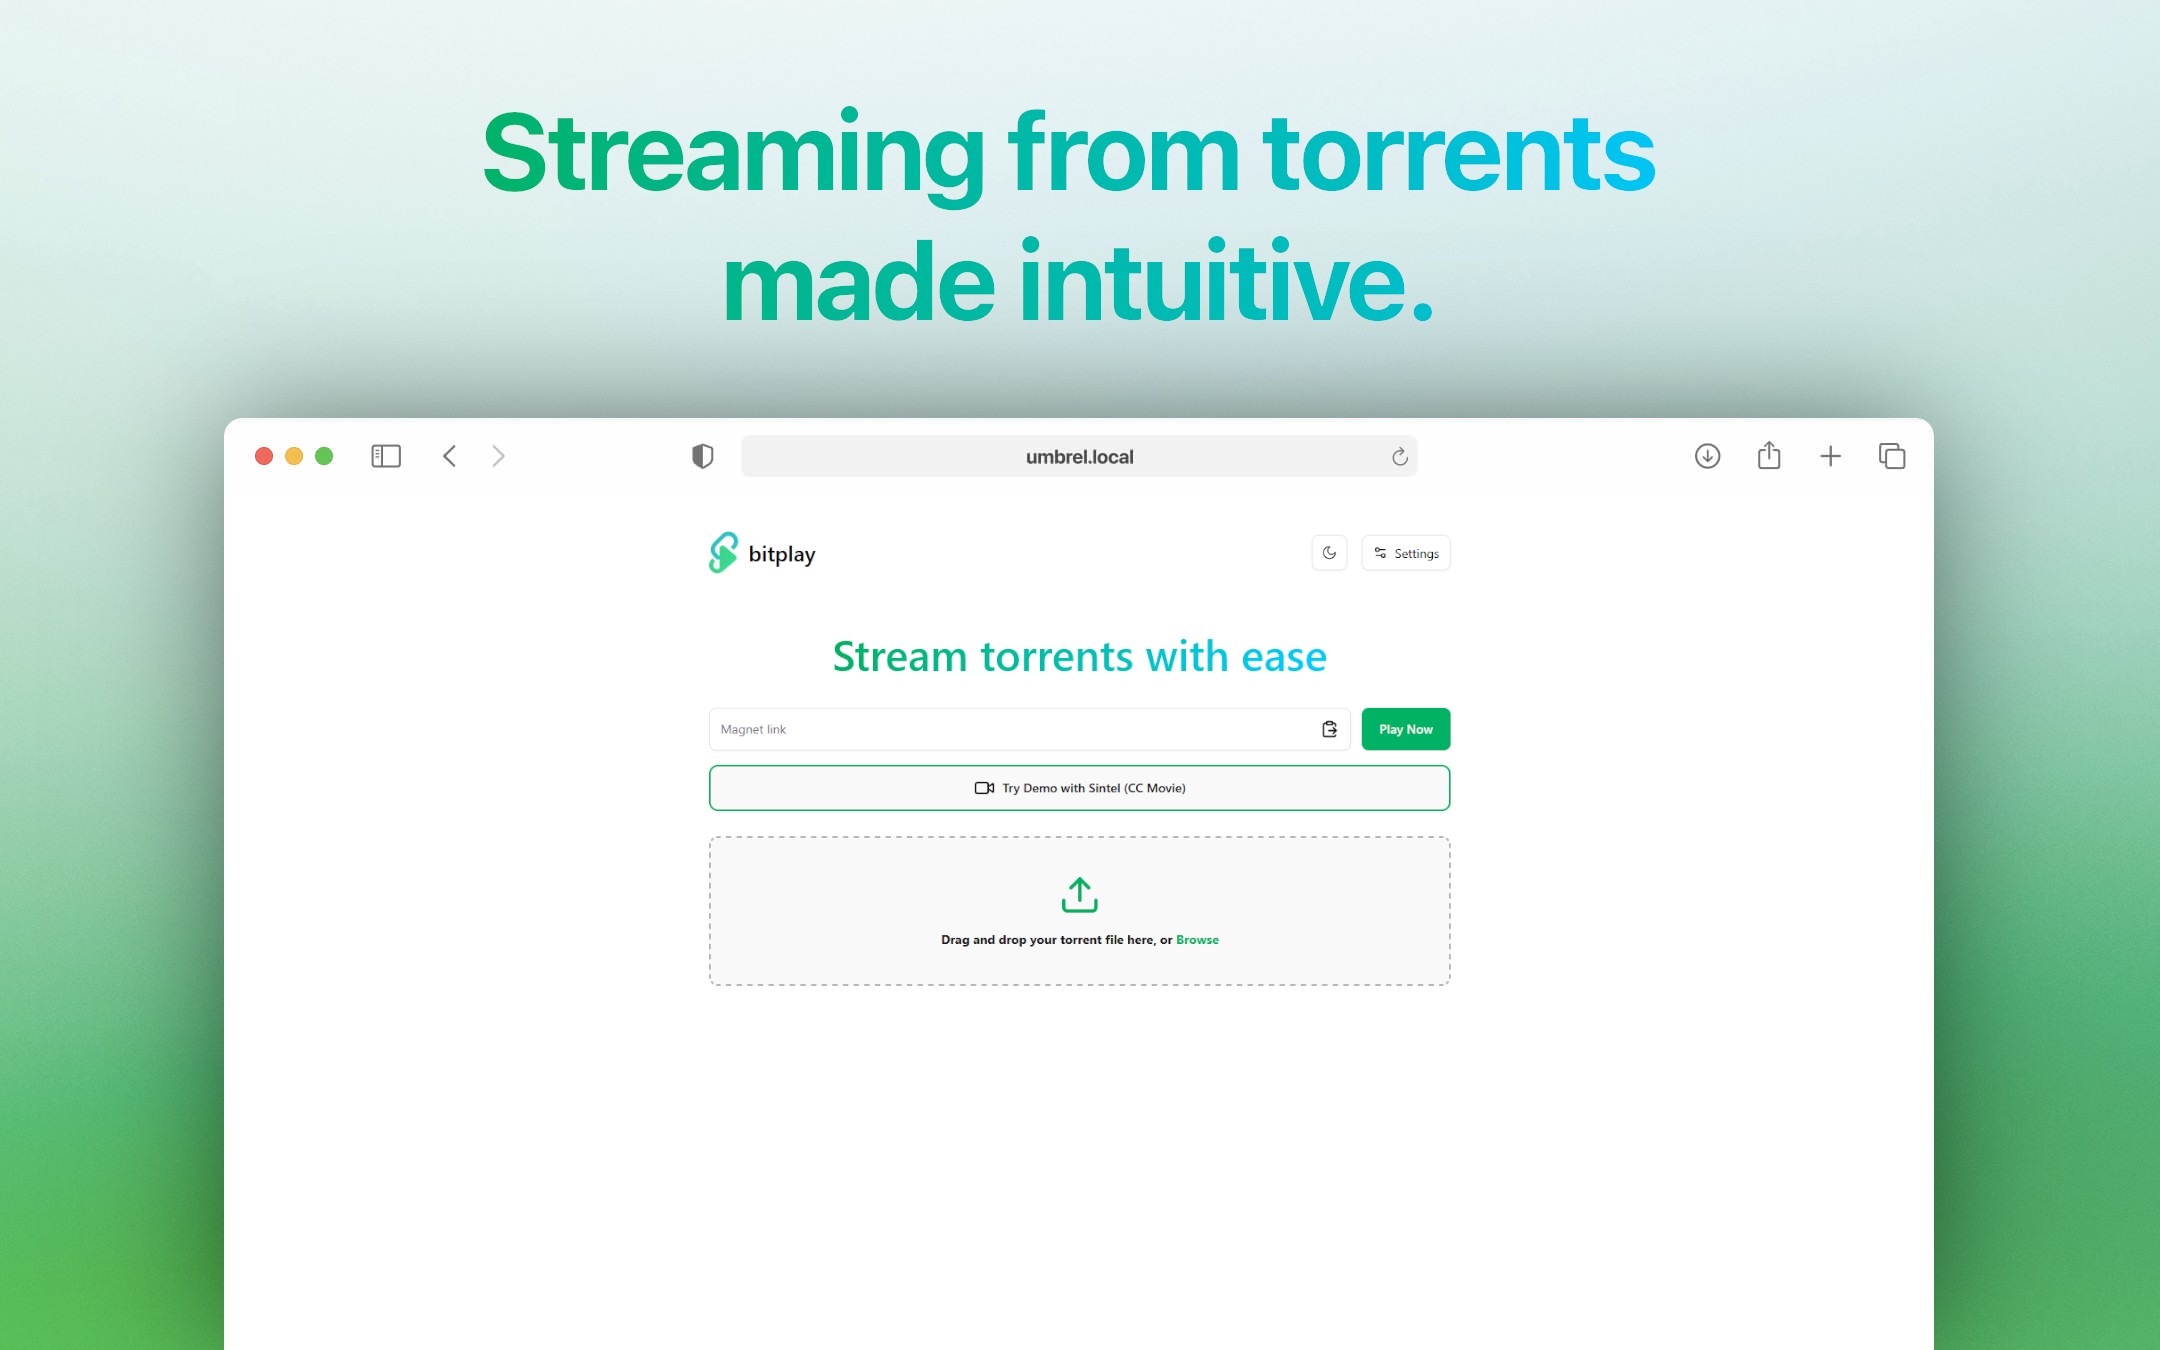 Streaming from torrents
made intuitive.
umbrel.local
bitplay
Settings
Stream torrents with ease
Magnet link
Play Now
Try Demo with Sintel (CC Movie)
Drag and drop your torrent file here, or Browse